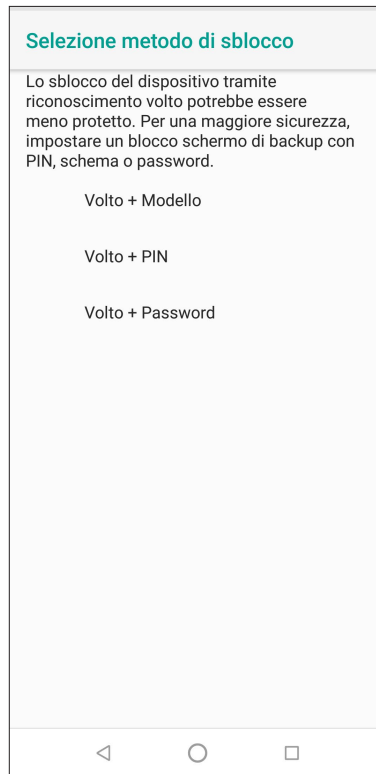 Selezione metodo di sblocco
Lo sblocco del dispositivo tramite
riconoscimento volto potrebbe essere
meno protetto. Per una maggiore sicurezza,
impostare un blocco schermo di backup con
PIN, schema o password.
Volto + Modello
Volto + PIN
Volto + Password